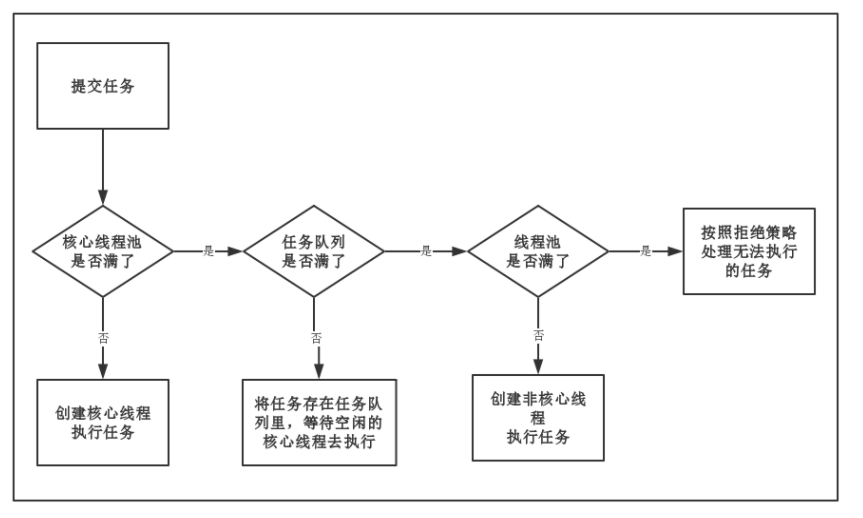 提交任务
核心线程池
是否满了
是
任务队列
是否满了
是
线程池
是否满了
是
按照拒绝策略
处理无法执行
的任务
否
否
否
创建核心线程
执行任务
将任务存在任务队
列里，等待空闲的
核心线程去执行
创建非核心线
程
执行任务